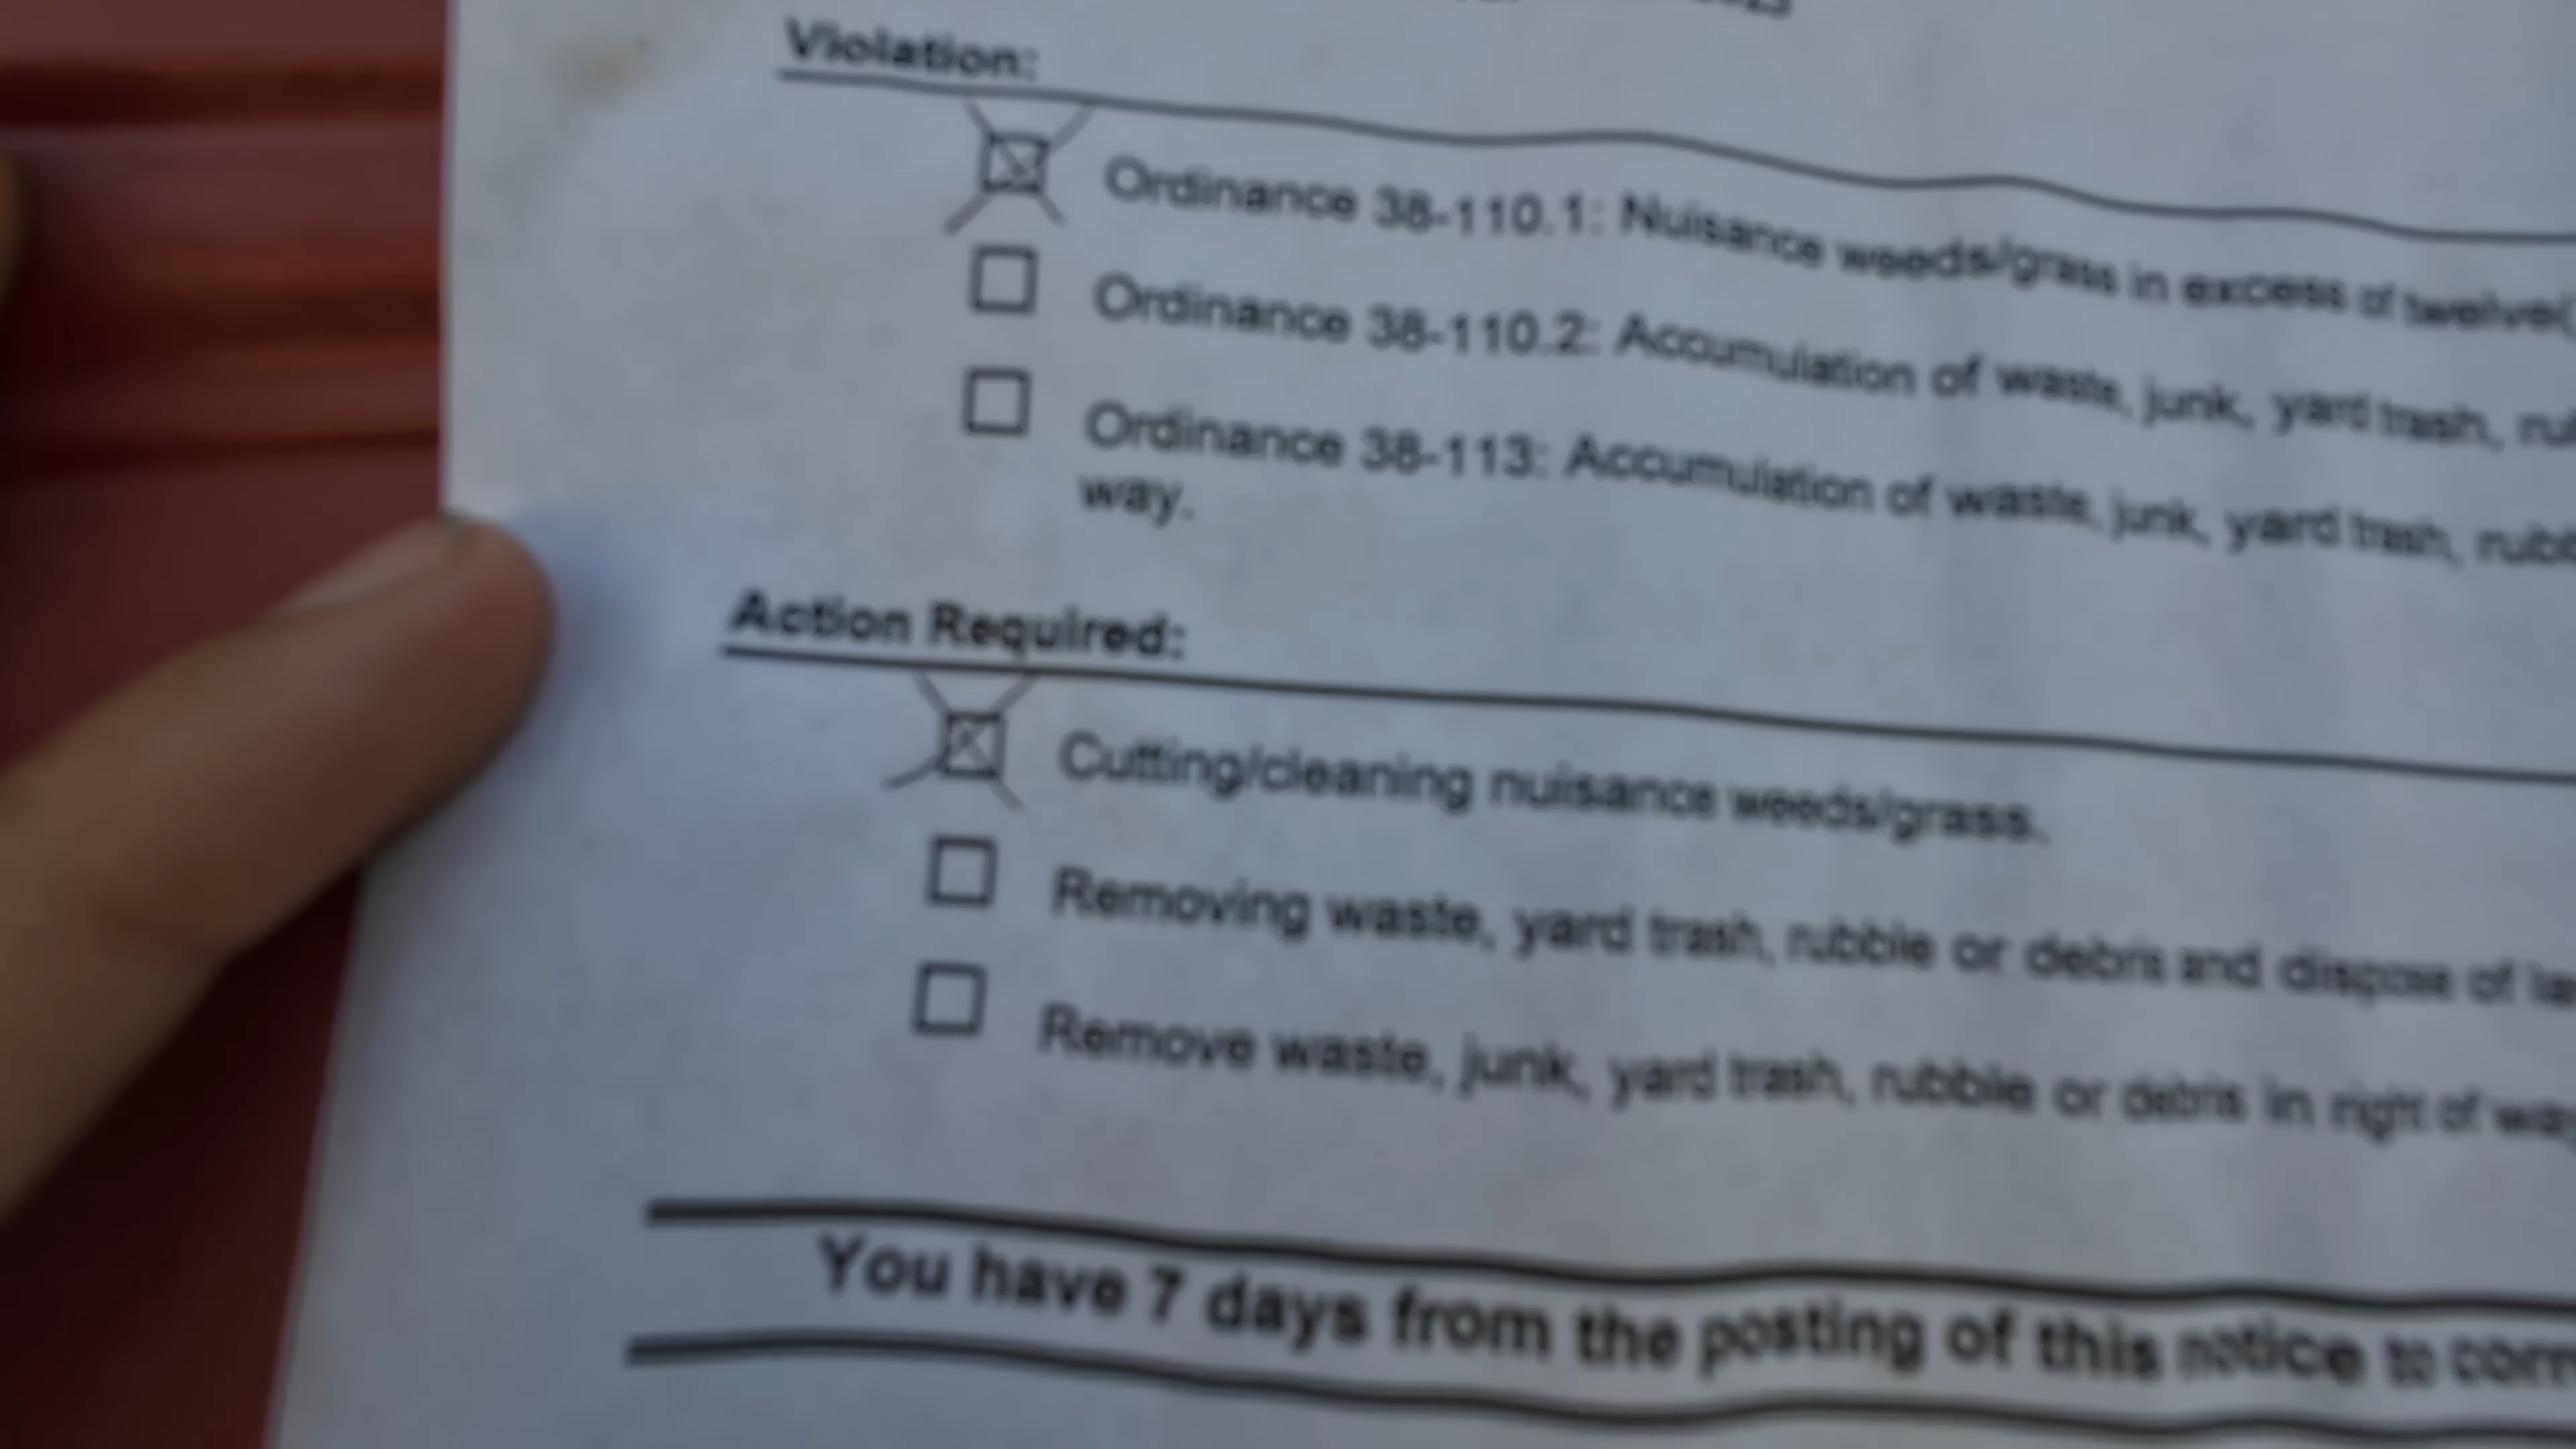 Violation:
Ordinance 38-110.1: Nuisance weeds/grass in excess of twelve(
Ordinance 38-110.2: Accumulation of waste, junk, yard trash,
Ordinance 38-113: Accumulation of waste, junk, yard trash,
way.
Action Required:
Cutting/cleaning nuisance weeds/grass.
Removing waste, yard trash, rubble or debris and dispose of
Remove waste, junk, yard trash, rubble or debris in right of
You have 7 days from the posting of this notice to